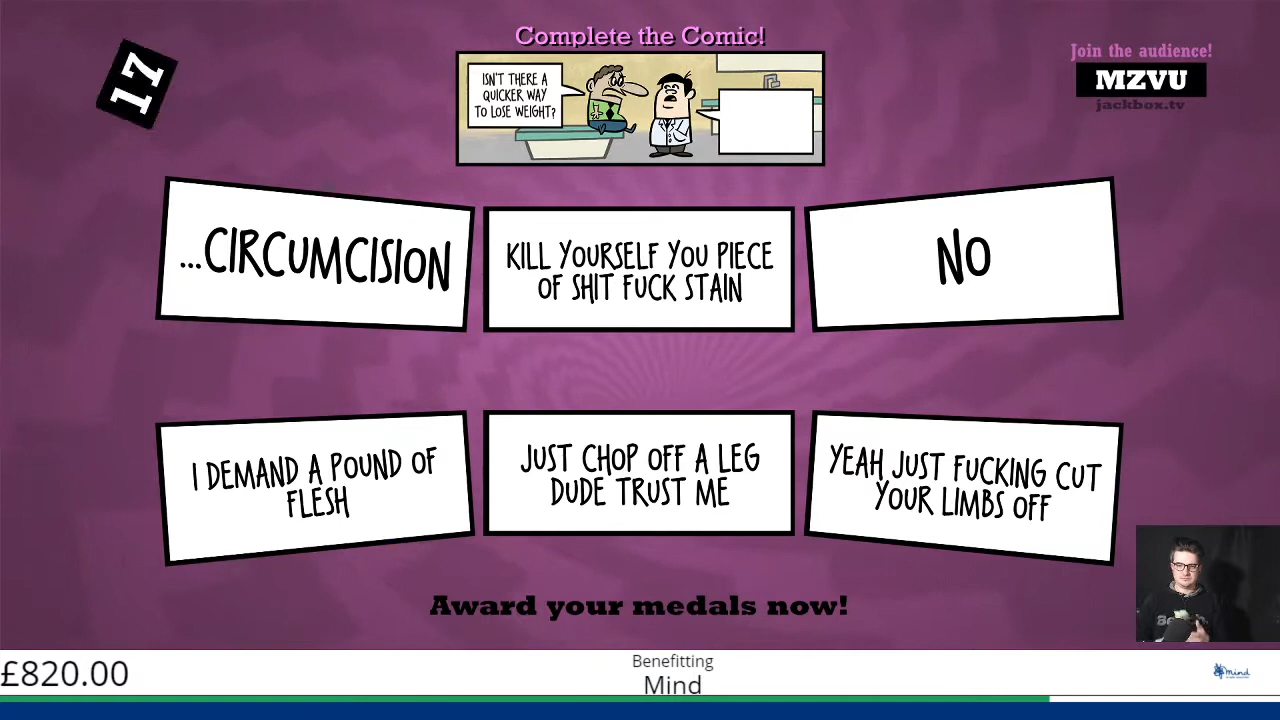 17
Complete the Comic!
ISN'T THERE A
QUICKER WAY
TO LOSE WEIGHT?
Join the audience!
MZVU
jackbox.tv
...CIRCUMCISION
KILL YOURSELF YOU PIECE
OF SHIT FUCK STAIN
NO
I DEMAND A POUND OF
FLESH
JUST CHOP OFF A LEG
DUDE TRUST ME
YEAH JUST FUCKING CUT
YOUR LIMBS OFF
Award your medals now!
£820.00
Benefitting
Mind
mind